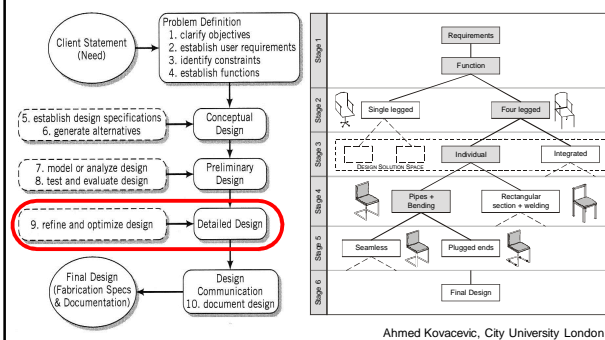 Client Statement
(Need)
Problem Definition
1. clarify objectives
2. establish user requirements
3. identify constraints
4. establish functions
5. establish design specifications
6. generate alternatives
Conceptual
Design
7. model or analyze design
8. test and evaluate design
Preliminary
Design
9. refine and optimize design
Detailed Design
Final Design
(Fabrication Specs
& Documentation)
Design
Communication
10. document design
Stage 1
Requirements
Function
Stage 2
Single legged
Four legged
Stage 3
DESIGN SOLUTION SPACE
Individual
Integrated
Stage 4
Pipes +
Bending
Rectangular
section + welding
Stage 5
Seamless
Plugged ends
Stage 6
Final Design
Ahmed Kovacevic, City University London